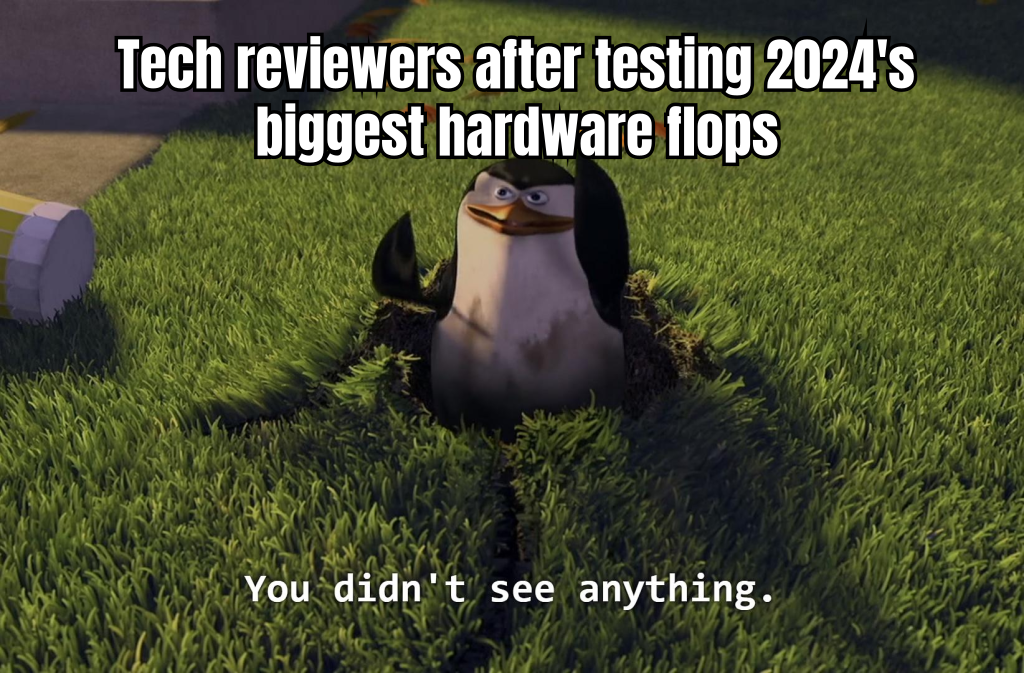 Tech reviewers after testing 2024's
biggest hardware flops
You didn't see anything.